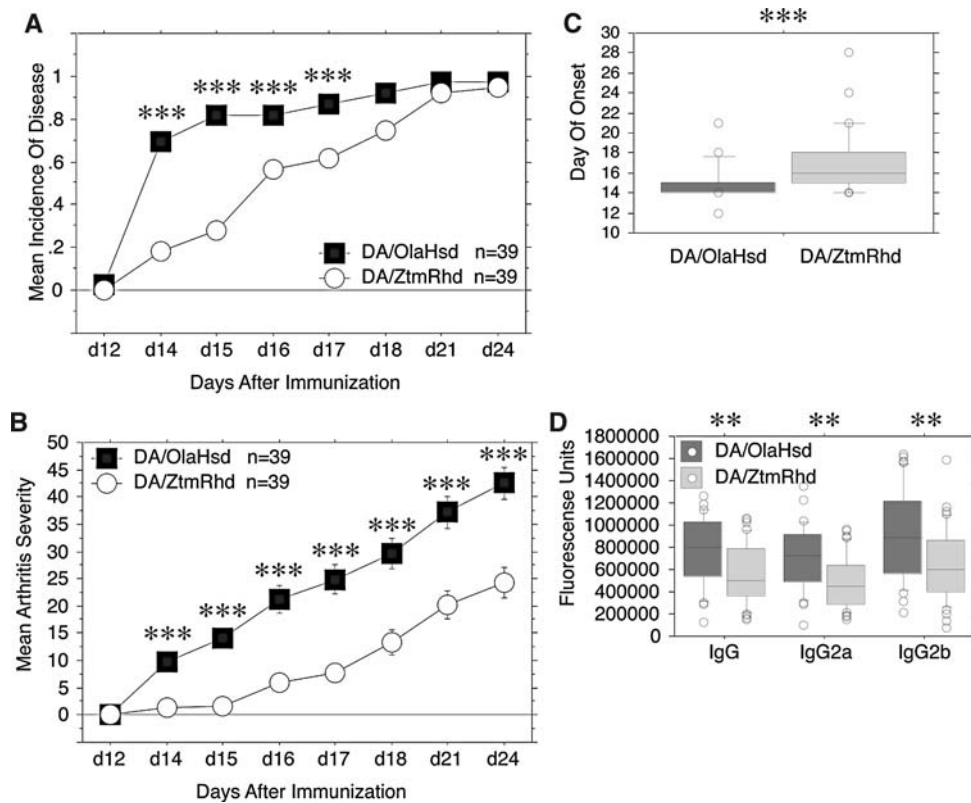 A
***
***
***
***
Mean Incidence Of Disease
1
.8
.6
.4
.2
0
DA/OlaHsd n=39
DA/ZtmRhd n=39
d12 d14 d15 d16 d17 d18 d21 d24
Days After Immunization
B
Mean Arthritis Severity
50
45
40
35
30
25
20
15
10
5
0
DA/OlaHsd n=39
DA/ZtmRhd n=39
***
***
***
***
***
***
***
d12 d14 d15 d16 d17 d18 d21 d24
Days After Immunization
C
***
Day Of Onset
30
28
26
24
22
20
18
16
14
12
10
DA/OlaHsd DA/ZtmRhd
D
** ** **
Fluorescense Units
1800000
1600000
1400000
1200000
1000000
800000
600000
400000
200000
0
DA/OlaHsd
DA/ZtmRhd
IgG IgG2a IgG2b